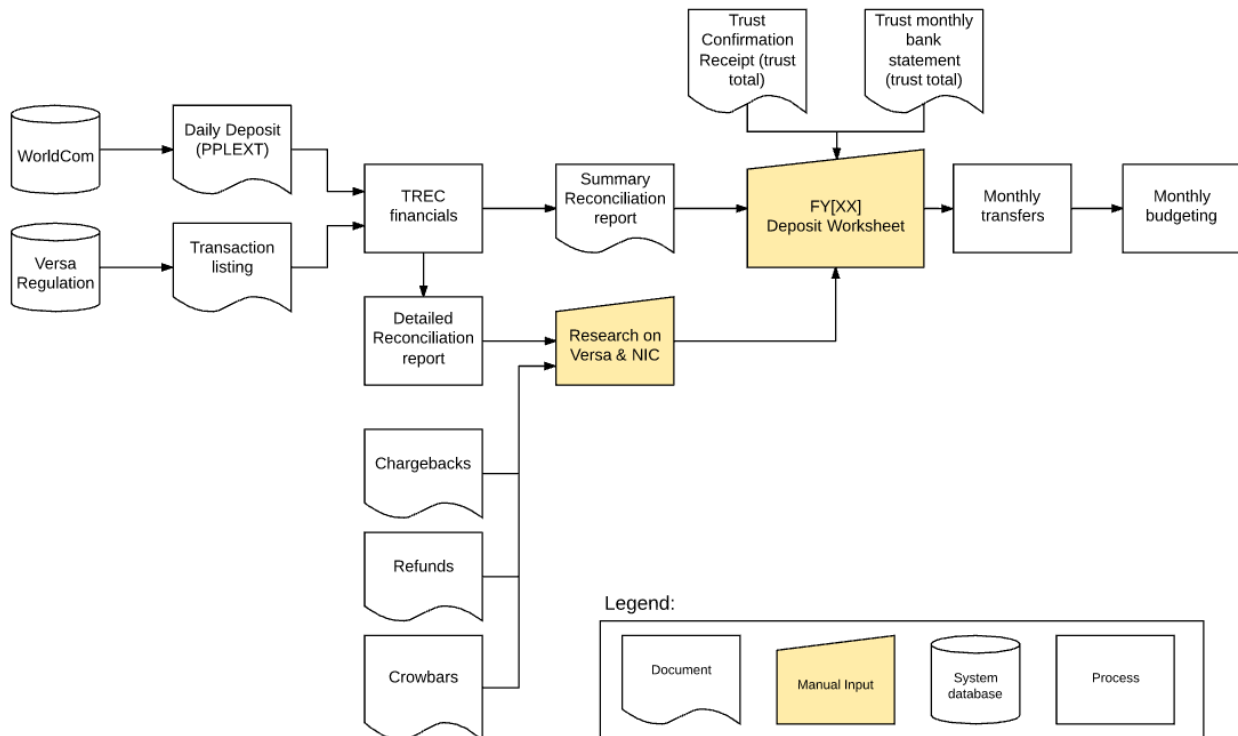 Trust
Confirmation
Receipt (trust
total)
Trust monthly
bank
statement
(trust total)
WorldCom
Daily Deposit
(PPLEXT)
TREC
financials
Summary
Reconciliation
report
FY[XX]
Deposit Worksheet
Monthly
transfers
Monthly
budgeting
Versa
Regulation
Transaction
listing
Detailed
Reconciliation
report
Research on
Versa & NIC
Chargebacks
Refunds
Crowbars
Legend:
Document
Manual Input
System
database
Process